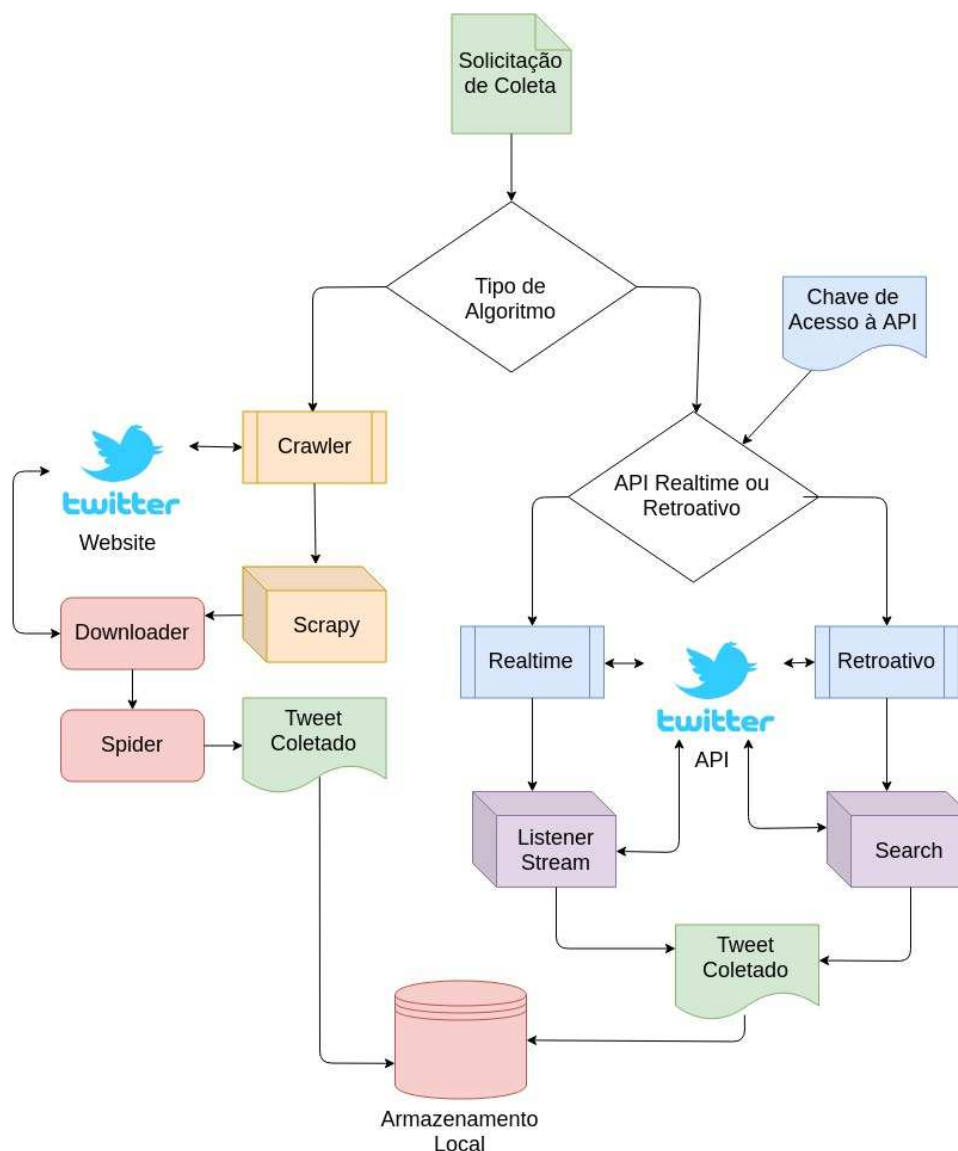 Solicitação
de Coleta
Tipo de
Algoritmo
Chave de
Acesso à API
Crawler
twitter
Website
API Realtime ou
Retroativo
Downloader
Scrapy
Realtime
twitter
API
Retroativo
Spider
Tweet
Coletado
Listener
Stream
Search
Tweet
Coletado
Armazenamento
Local